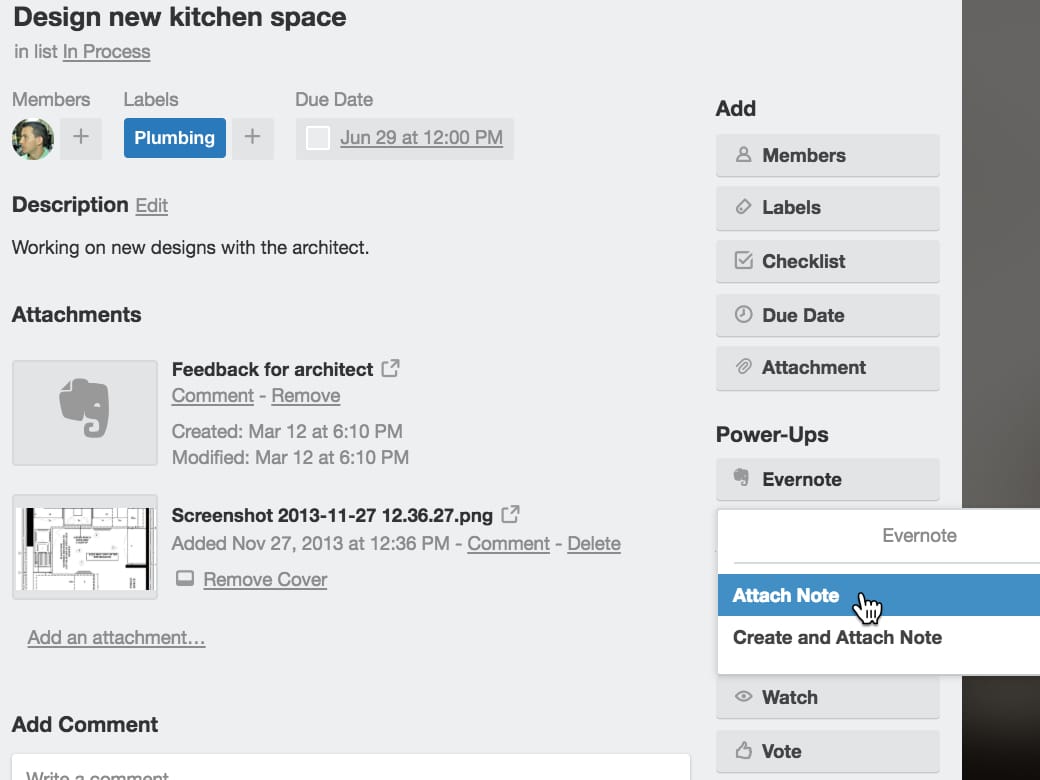 Design new kitchen space
in list In Process
Members
Labels
Due Date
Plumbing
Jun 29 at 12:00 PM
Description Edit
Working on new designs with the architect.
Attachments
Feedback for architect
Comment - Remove
Created: Mar 12 at 6:10 PM
Modified: Mar 12 at 6:10 PM
Screenshot 2013-11-27 12.36.27.png
Added Nov 27, 2013 at 12:36 PM - Comment - Delete
Remove Cover
Add an attachment…
Add Comment
Write a comment
Add
Members
Labels
Checklist
Due Date
Attachment
Power-Ups
Evernote
Evernote
Attach Note
Create and Attach Note
Watch
Vote